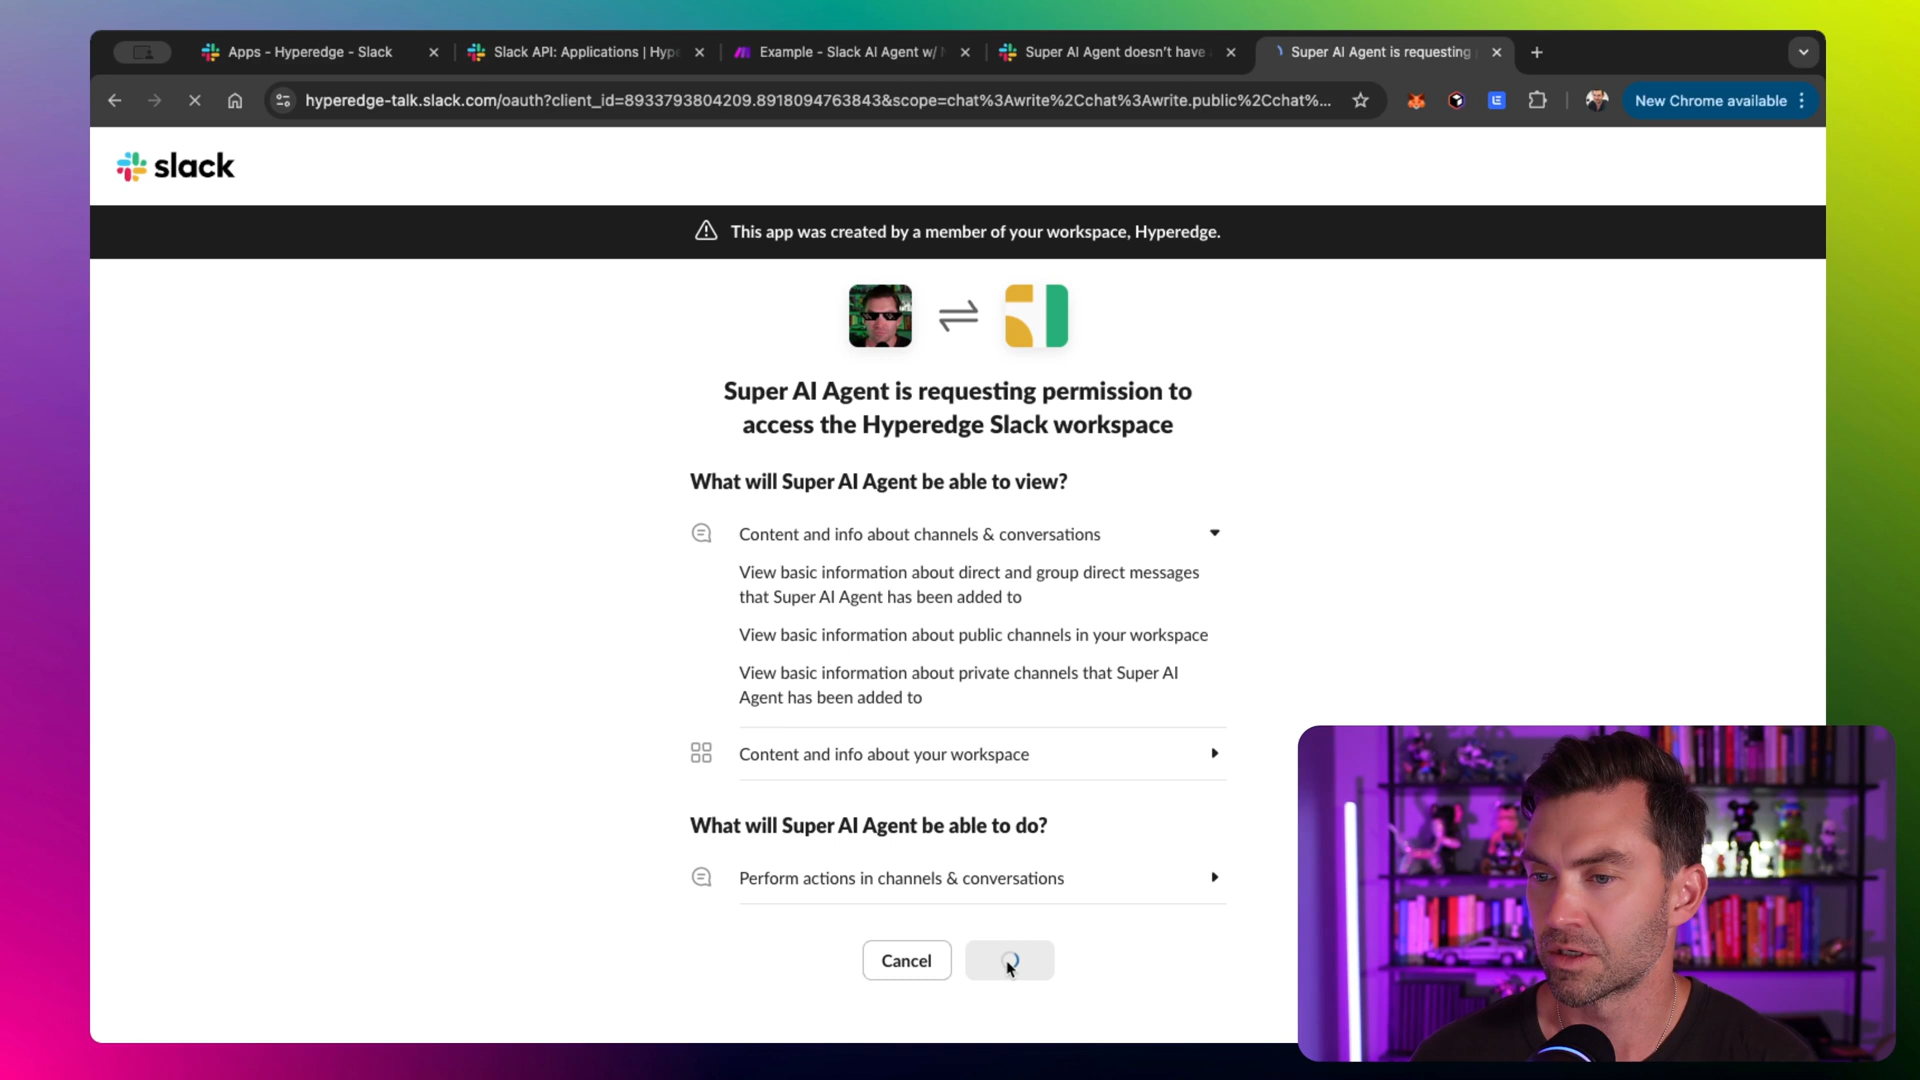 Apps - Hyperedge - Slack
Slack API: Applications | Hype
Example - Slack AI Agent w/
Super AI Agent doesn't have
Super AI Agent is requesting
hyperedge-talk.slack.com/oauth?client_id=8933793804209.8918094763843&scope=chat%3Awrite%2Cchat%3Awrite.public%2Cchat%...
New Chrome available
slack
This app was created by a member of your workspace, Hyperedge.
Super AI Agent is requesting permission to
access the Hyperedge Slack workspace
What will Super AI Agent be able to view?
Content and info about channels & conversations
View basic information about direct and group direct messages
that Super AI Agent has been added to
View basic information about public channels in your workspace
View basic information about private channels that Super AI
Agent has been added to
Content and info about your workspace
What will Super AI Agent be able to do?
Perform actions in channels & conversations
Cancel